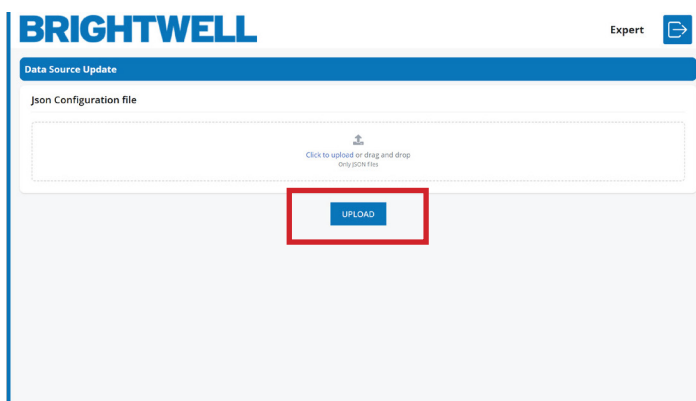 BRIGHTWELL
Expert
Data Source Update
Json Configuration file
Click to upload or drag and drop
Only JSON files
UPLOAD